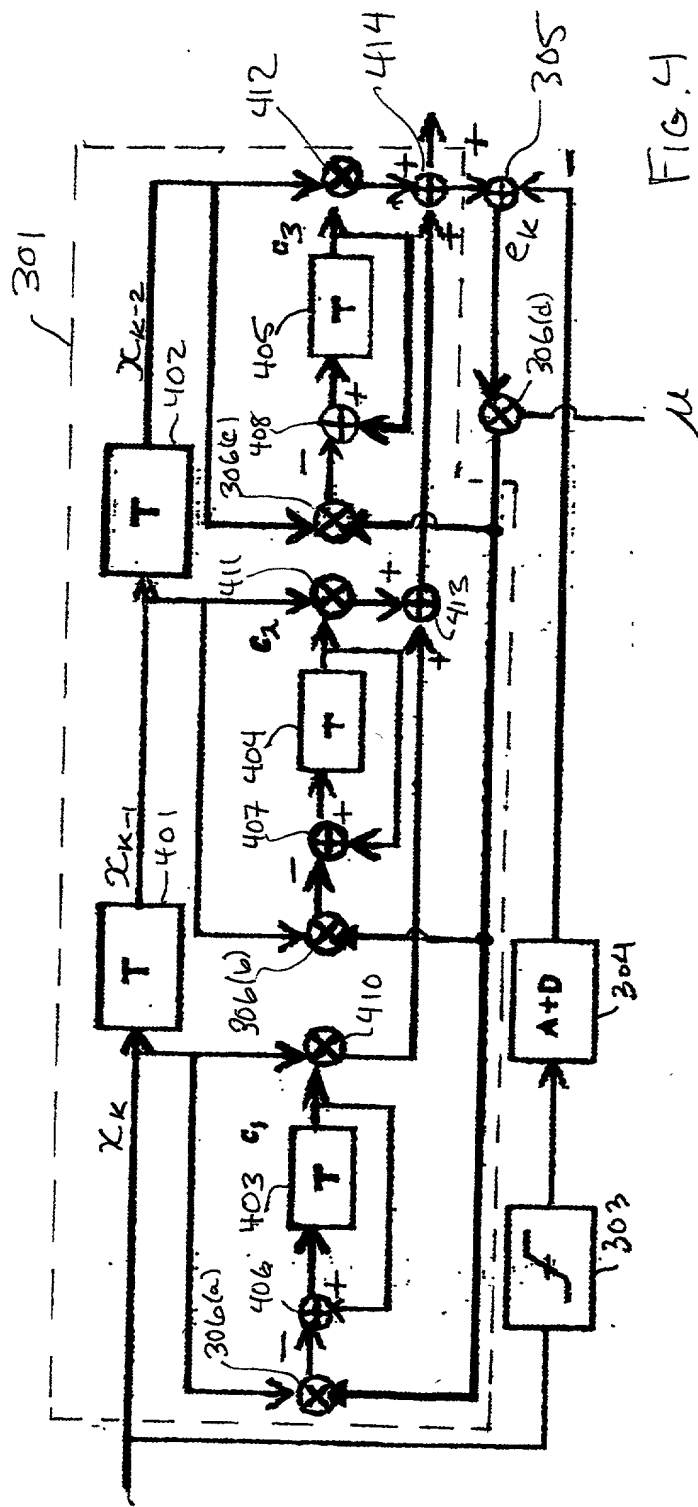 301
x_K
T
x_{K-1}
401
T
x_{K-2}
402
306(a)
406
403
T
c_1
410
306(b)
407
404
T
c_2
411
306(c)
408
405
T
c_3
412
414
413
- + - + - +
+ + + + + -
e_K
305
306(d)
μ
303
A+D
304
FIG. 4